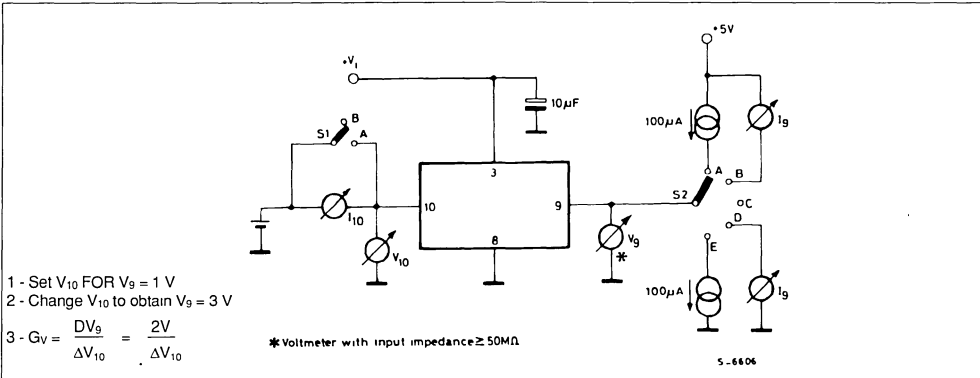 +5V
+V₁
B
S1
A
10µF
100µA
I₉
3
A
B
S2
C
I₁₀
10
9
D
V₁₀
8
V₉
*
E
1 - Set V₁₀ FOR V₉ = 1 V
2 - Change V₁₀ to obtain V₉ = 3 V
100µA
I₉
3 - Gv = DV₉ / ΔV₁₀ = 2V / ΔV₁₀
* Voltmeter with input impedance ≥ 50MΩ
S-6606